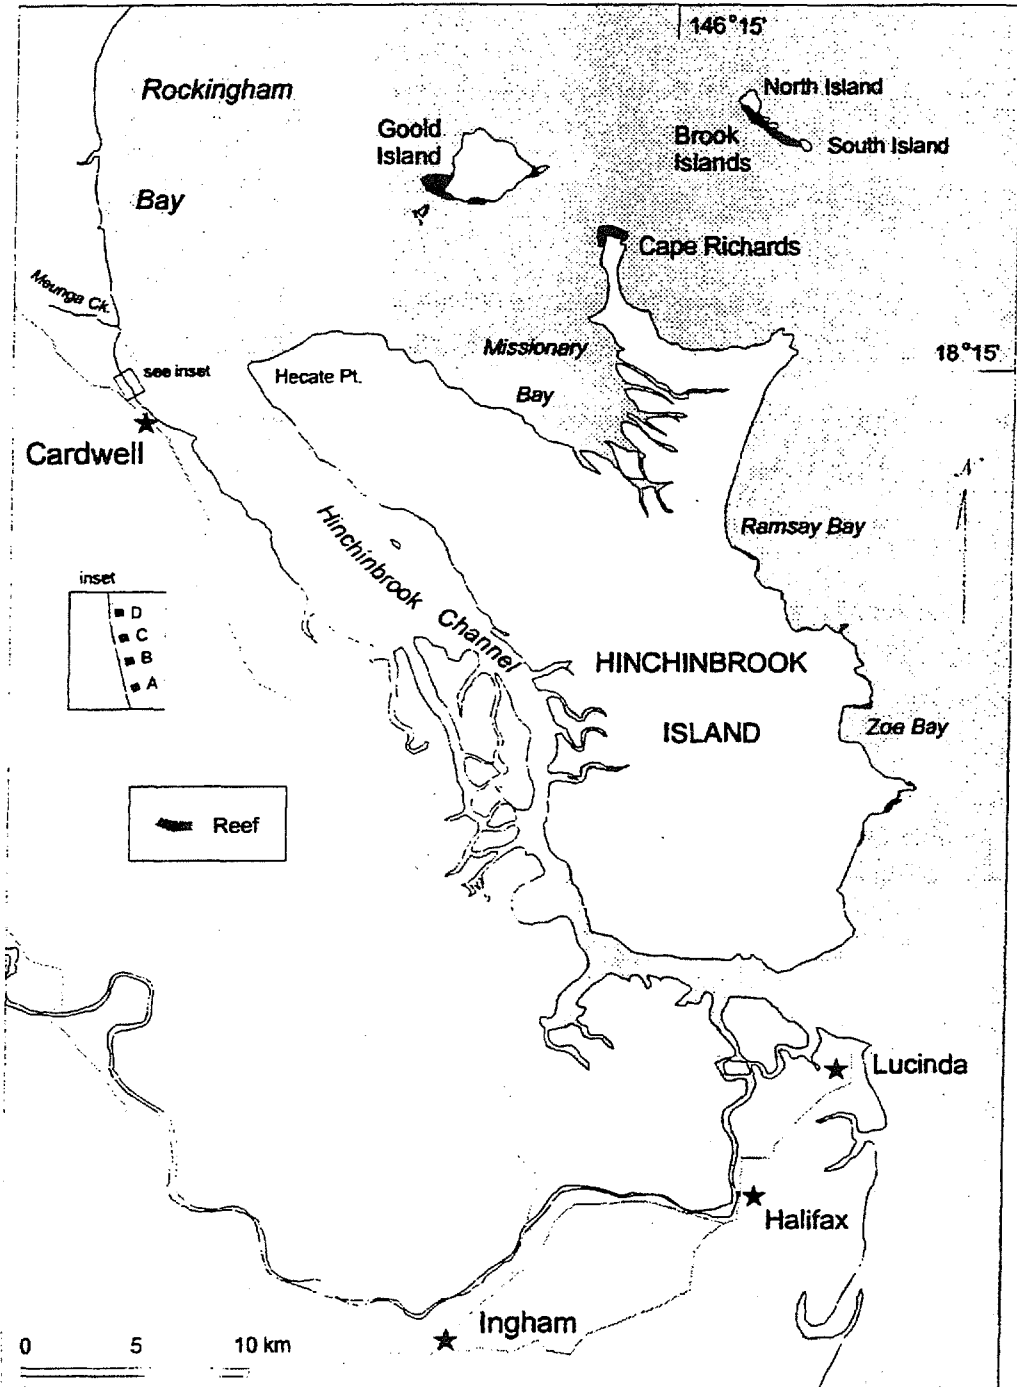 146°15'
Rockingham
North Island
Goold
Island
Brook
Islands
South Island
Bay
Cape Richards
Meunga Ck.
Missionary
18°15'
see inset
Hecate Pt.
Bay
Cardwell
N
Hinchinbrook Channel
Ramsay Bay
inset
D
C
B
A
HINCHINBROOK
ISLAND
Zoe Bay
Reef
Lucinda
Halifax
Ingham
0 5 10 km